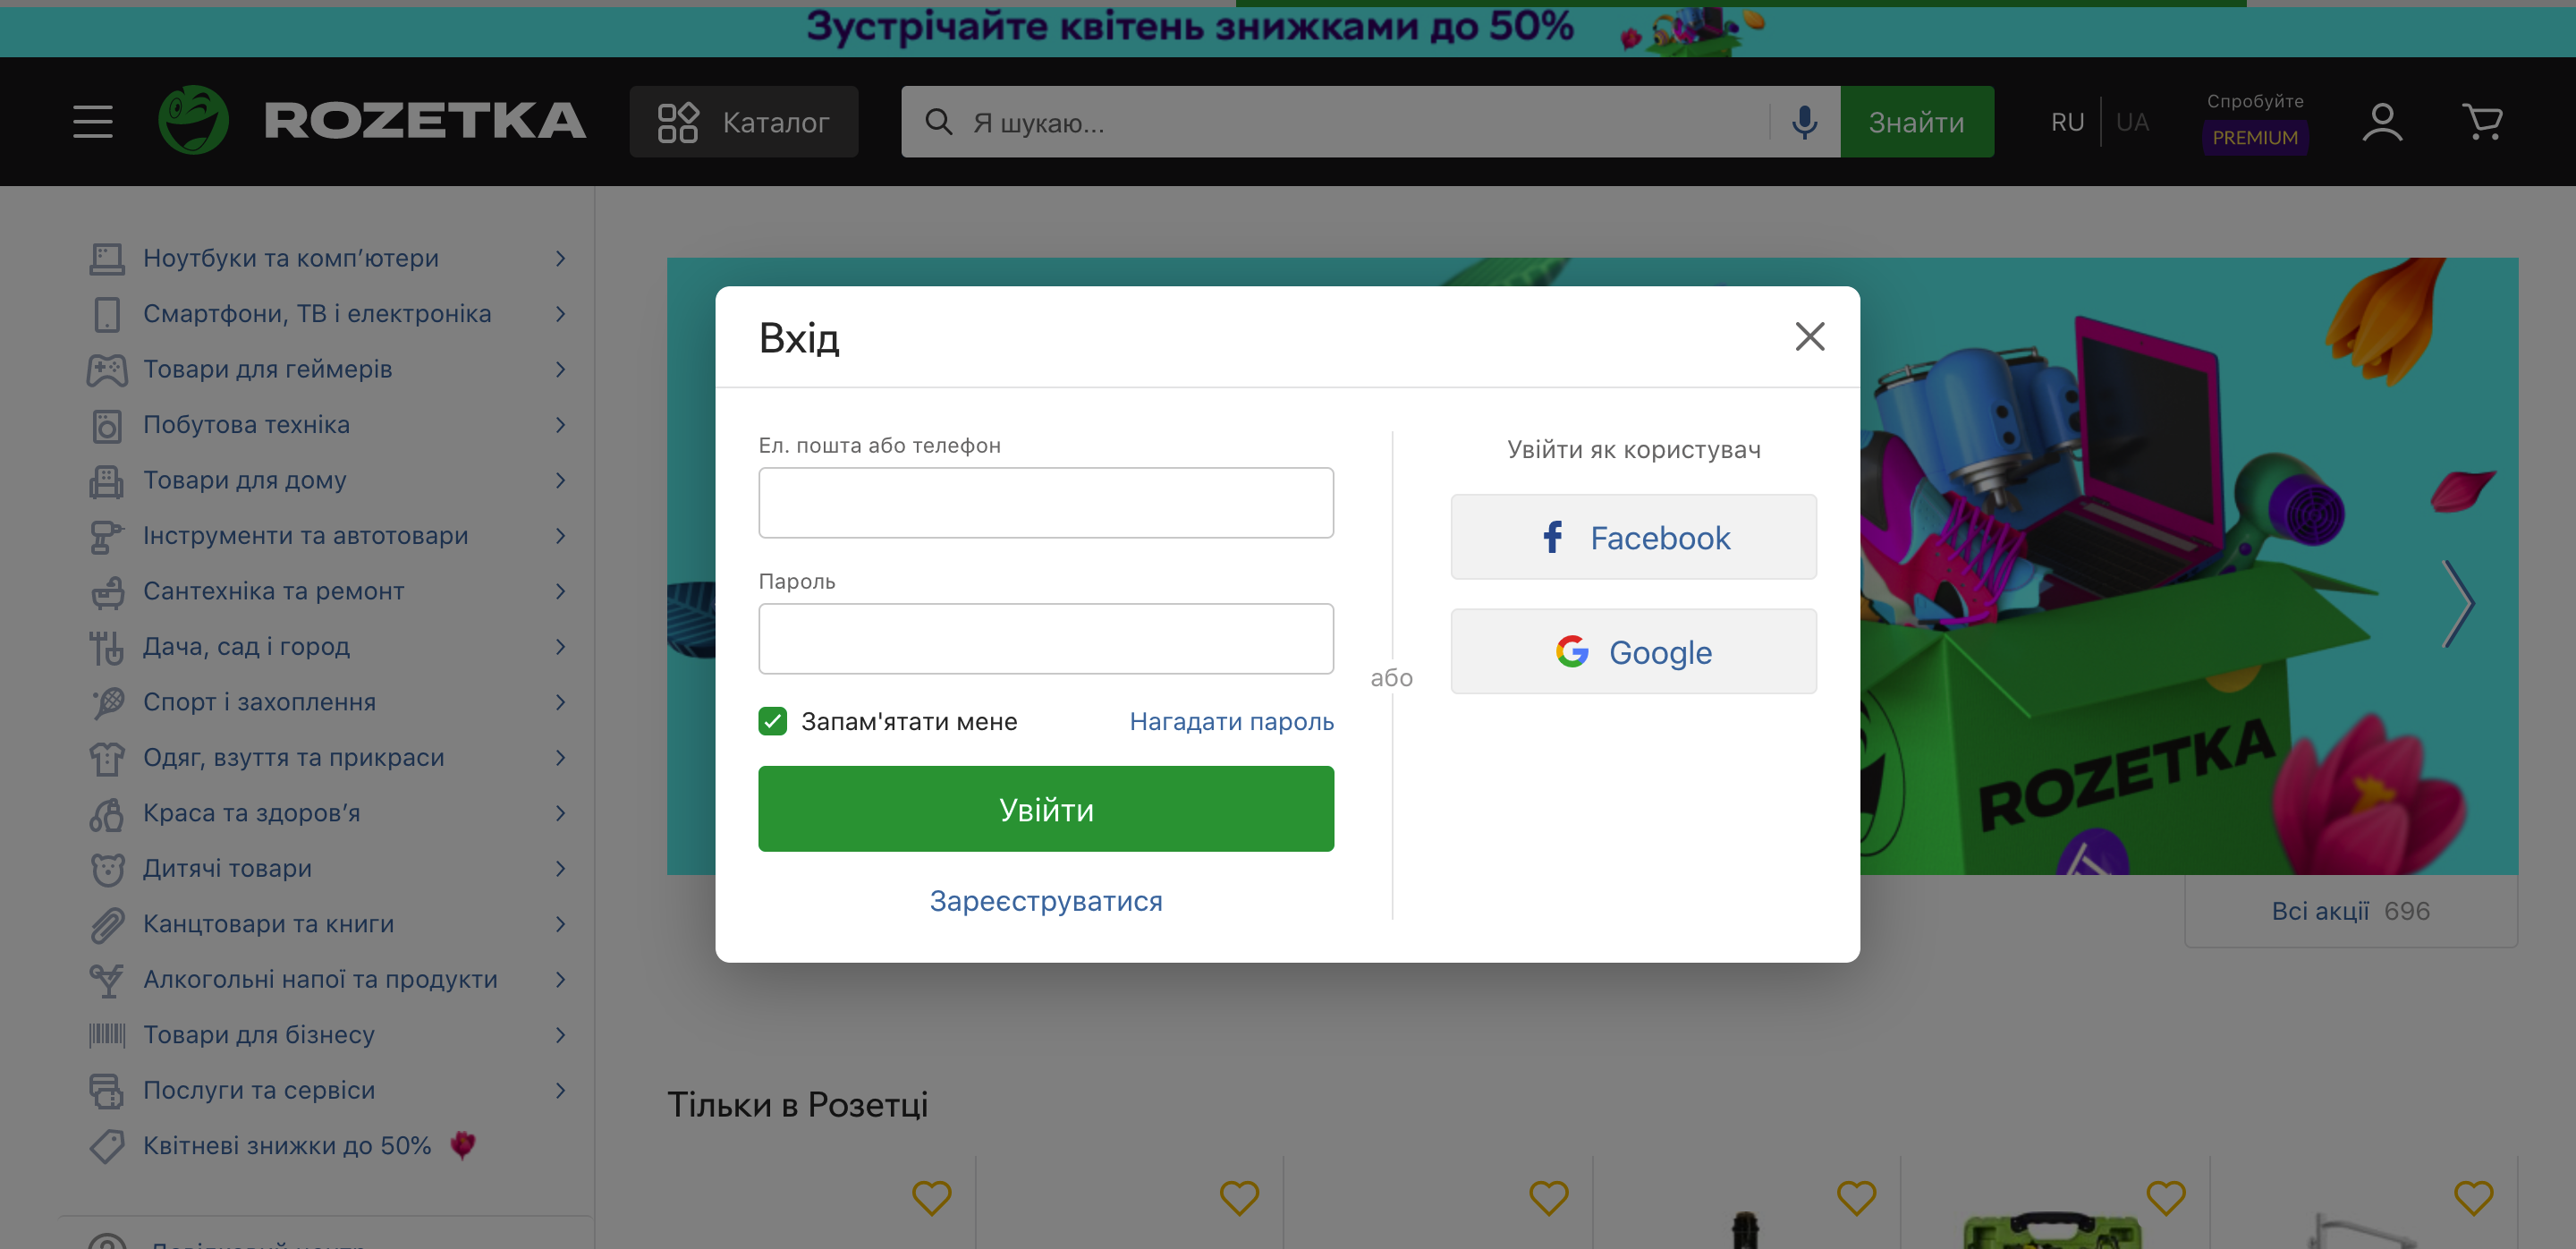 Зустрічайте квітень знижками до 50%
ROZETKA
Каталог
Я шукаю...
Знайти
RU
UA
Спробуйте
PREMIUM
Ноутбуки та комп’ютери
Смартфони, ТВ і електроніка
Товари для геймерів
Побутова техніка
Товари для дому
Інструменти та автотовари
Сантехніка та ремонт
Дача, сад і город
Спорт і захоплення
Одяг, взуття та прикраси
Краса та здоров’я
Дитячі товари
Канцтовари та книги
Алкогольні напої та продукти
Товари для бізнесу
Послуги та сервіси
Квітневі знижки до 50%
Довідковий центр
Вхід
Ел. пошта або телефон
Пароль
Запам'ятати мене
Нагадати пароль
Увійти
Зареєструватися
або
Увійти як користувач
Facebook
Google
ROZETKA
Всі акції 696
Тільки в Розетці